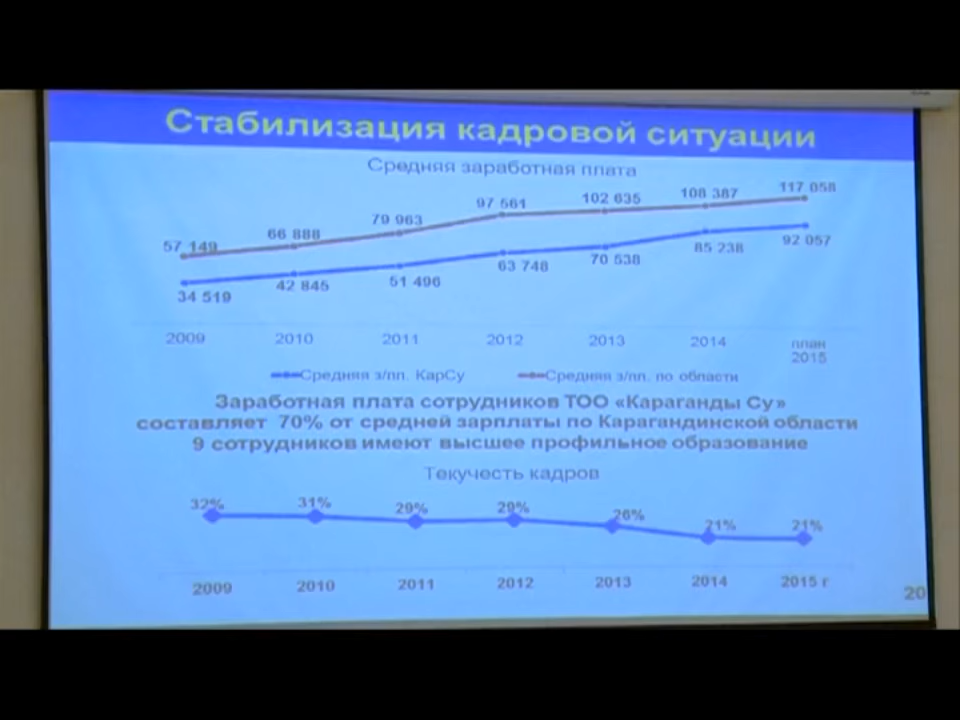 Стабилизация кадровой ситуации
Средняя заработная плата
57 149 66 888 79 963 97 561 102 635 108 387 117 058
34 519 42 845 51 496 63 748 70 538 85 238 92 057
2009 2010 2011 2012 2013 2014 план 2015
Средняя з/пл. КарСу Средняя з/пл. по области
Заработная плата сотрудников ТОО «Караганды Су»
составляет 70% от средней зарплаты по Карагандинской области
9 сотрудников имеют высшее профильное образование
Текучесть кадров
32% 31% 29% 29% 26% 21% 21%
2009 2010 2011 2012 2013 2014 2015 г
20